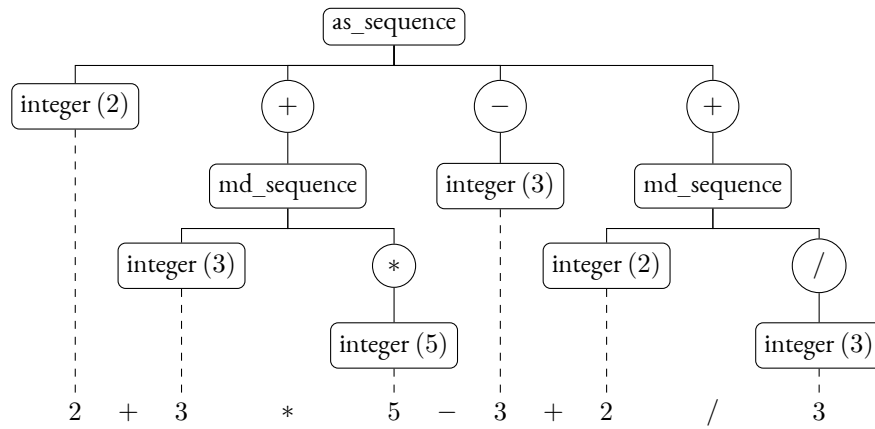 as_sequence
integer (2) + − +
md_sequence integer (3) md_sequence
integer (3) * integer (2) /
integer (5) integer (3)
2 + 3 * 5 − 3 + 2 / 3